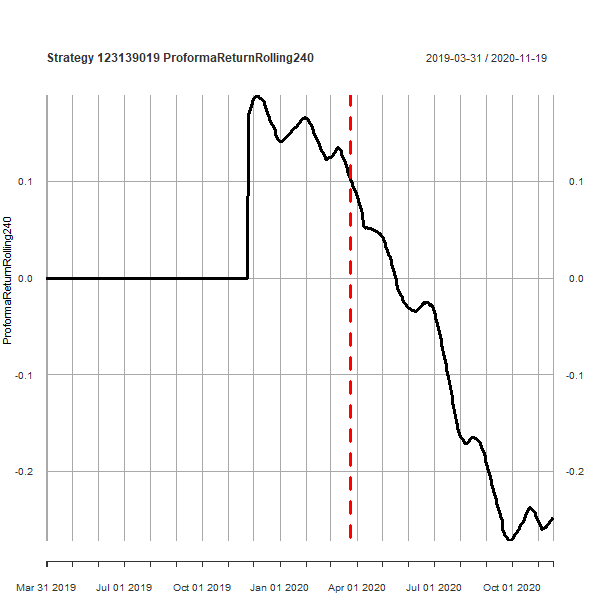 Strategy 123139019 ProformaReturnRolling240
2019-03-31 / 2020-11-19
ProformaReturnRolling240
0.1
0.1
0.0
0.0
-0.1
-0.1
-0.2
-0.2
Mar 31 2019
Jul 01 2019
Oct 01 2019
Jan 01 2020
Apr 01 2020
Jul 01 2020
Oct 01 2020